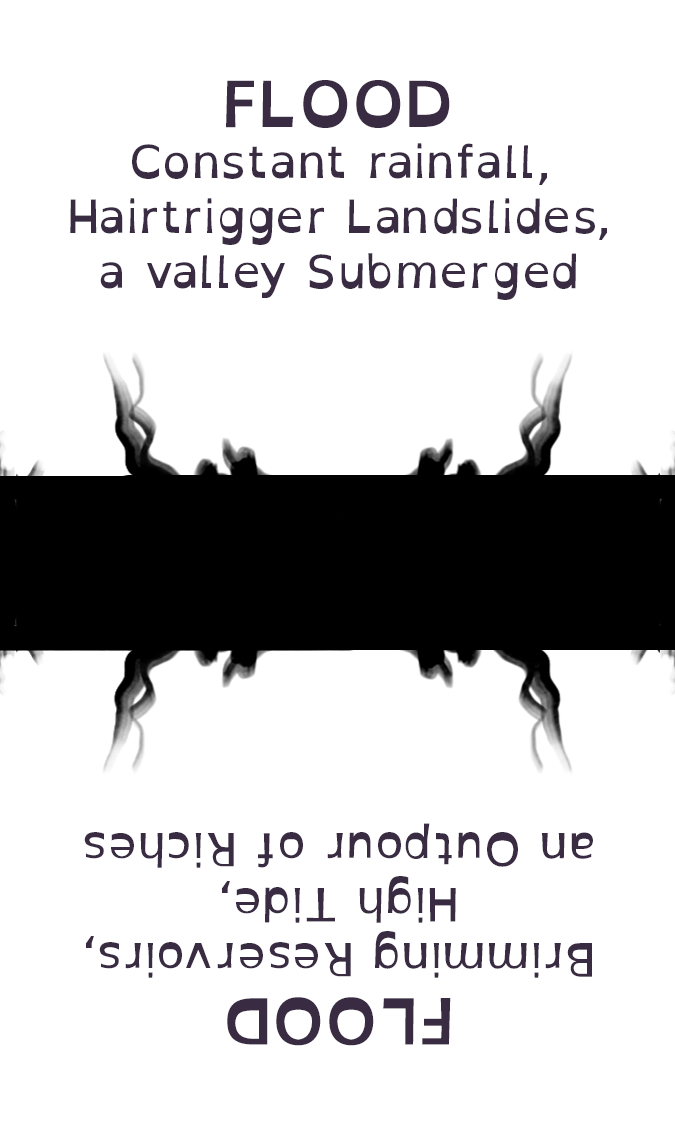 FLOOD
Constant rainfall,
Hairtrigger Landslides,
a valley Submerged
FLOOD
Brimming Reservoirs,
High Tide,
an Outpour of Riches